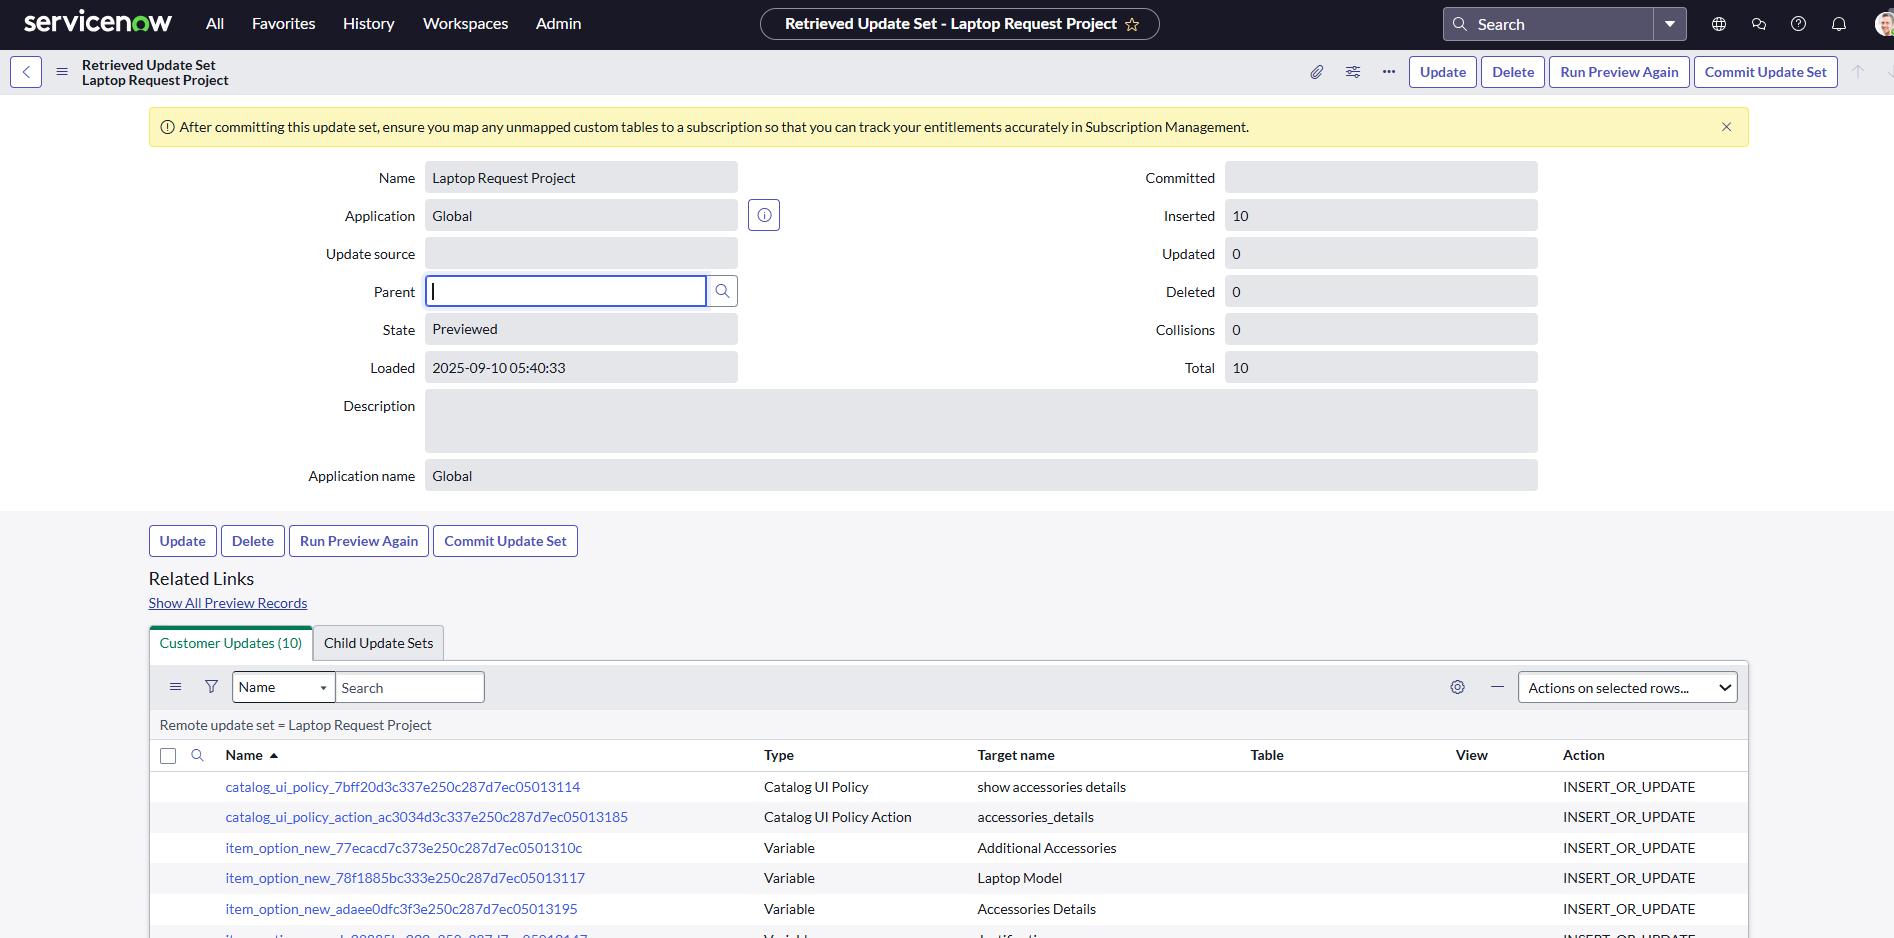 servicenow All Favorites History Workspaces Admin Retrieved Update Set - Laptop Request Project Search
Retrieved Update Set
Laptop Request Project
Update Delete Run Preview Again Commit Update Set
After committing this update set, ensure you map any unmapped custom tables to a subscription so that you can track your entitlements accurately in Subscription Management.
Name Laptop Request Project Committed
Application Global Inserted 10
Update source Updated 0
Parent Deleted 0
State Previewed Collisions 0
Loaded 2025-09-10 05:40:33 Total 10
Description
Application name Global
Update Delete Run Preview Again Commit Update Set
Related Links
Show All Preview Records
Customer Updates (10) Child Update Sets
Name Search Actions on selected rows...
Remote update set = Laptop Request Project
Name Type Target name Table View Action
catalog_ui_policy_7bff20d3c337e250c287d7ec05013114 Catalog UI Policy show accessories details INSERT_OR_UPDATE
catalog_ui_policy_action_ac3034d3c337e250c287d7ec05013185 Catalog UI Policy Action accessories_details INSERT_OR_UPDATE
item_option_new_77ecacd7c373e250c287d7ec0501310c Variable Additional Accessories INSERT_OR_UPDATE
item_option_new_78f1885bc333e250c287d7ec05013117 Variable Laptop Model INSERT_OR_UPDATE
item_option_new_adaee0dfc3f3e250c287d7ec05013195 Variable Accessories Details INSERT_OR_UPDATE